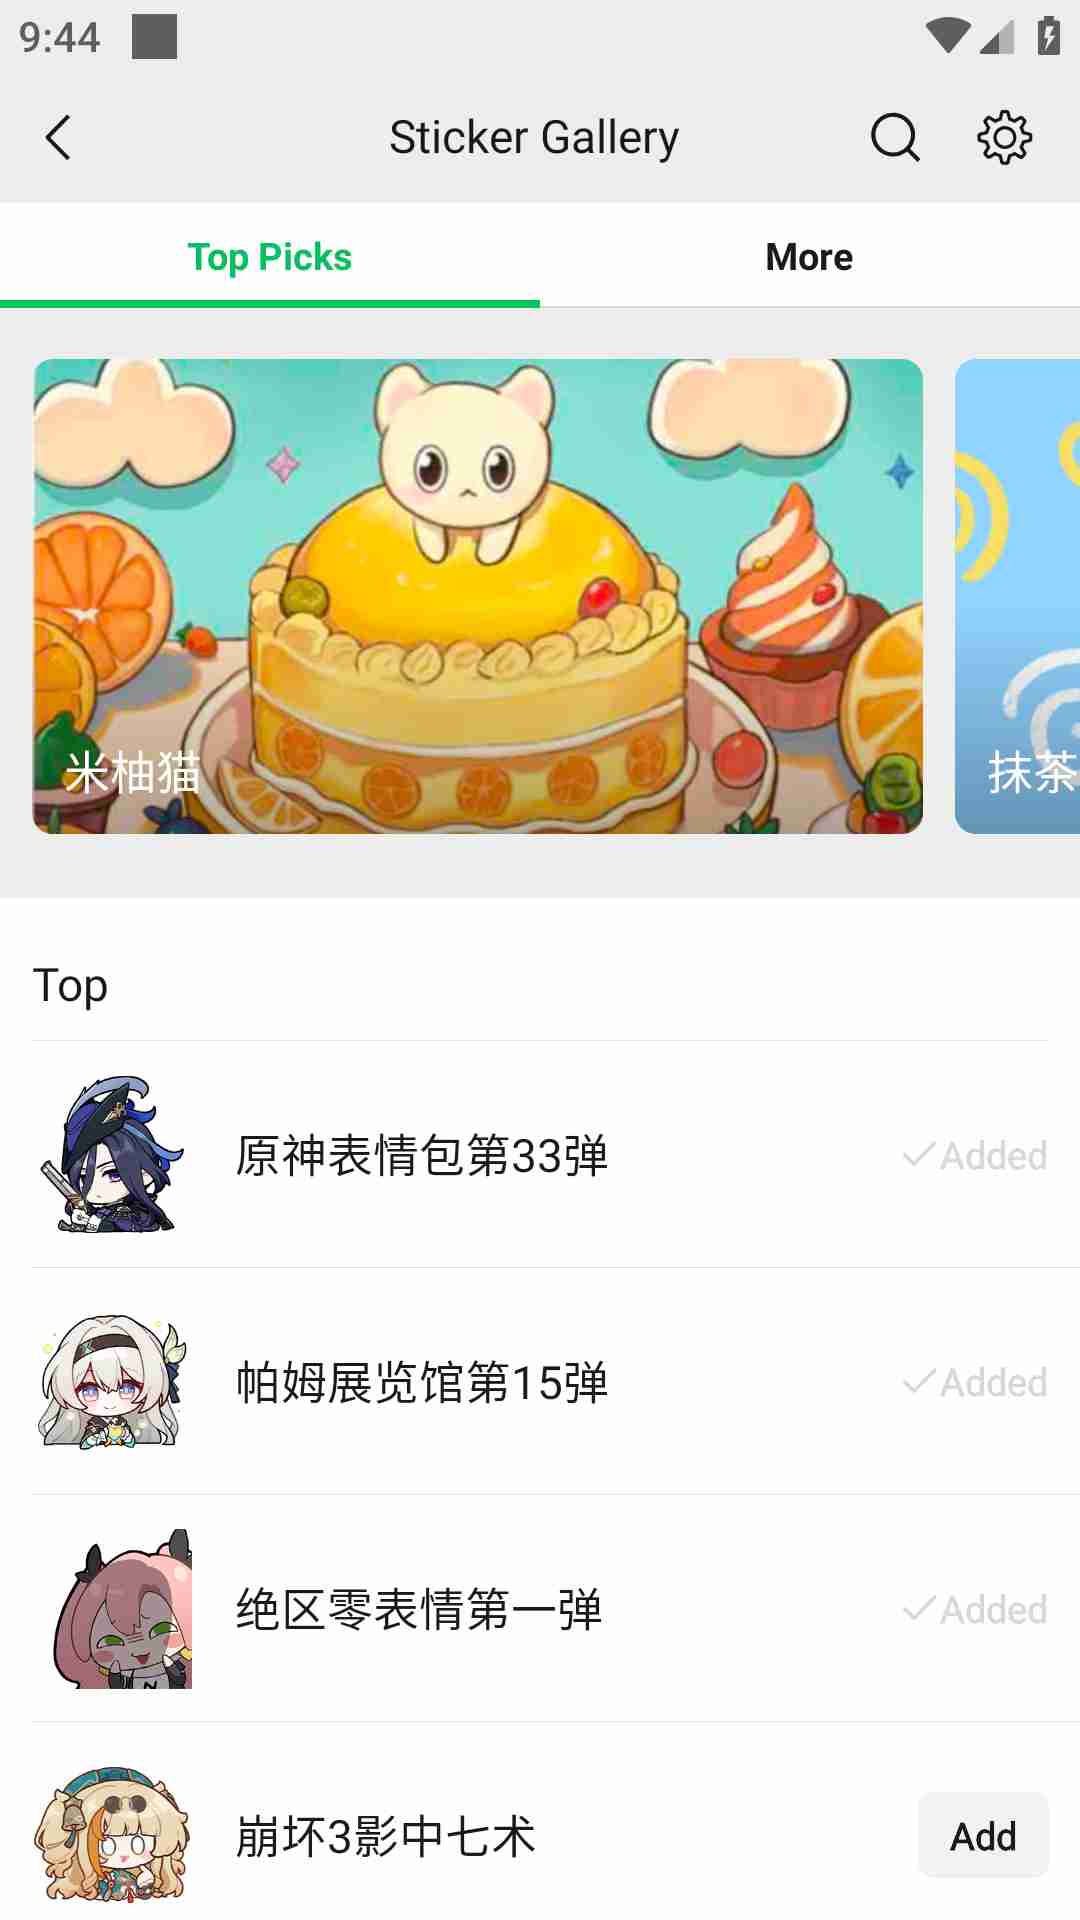 9:44
Sticker Gallery
Top Picks
More
米柚猫
抹茶
Top
原神表情包第33弹
Added
帕姆展览馆第15弹
Added
绝区零表情第一弹
Added
崩坏3影中七术
Add